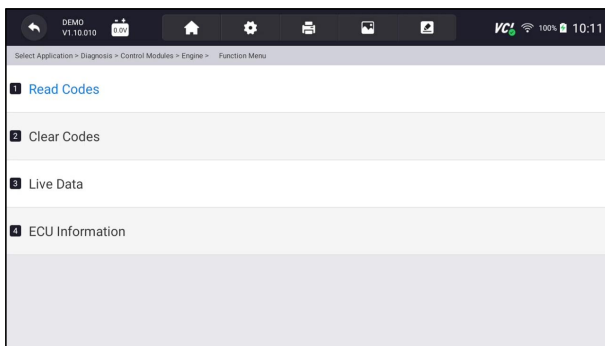 DEMO
V1.10.010
0.0V
VCI
100%
10:11
Select Application > Diagnosis > Control Modules > Engine > Function Menu
1 Read Codes
2 Clear Codes
3 Live Data
4 ECU Information